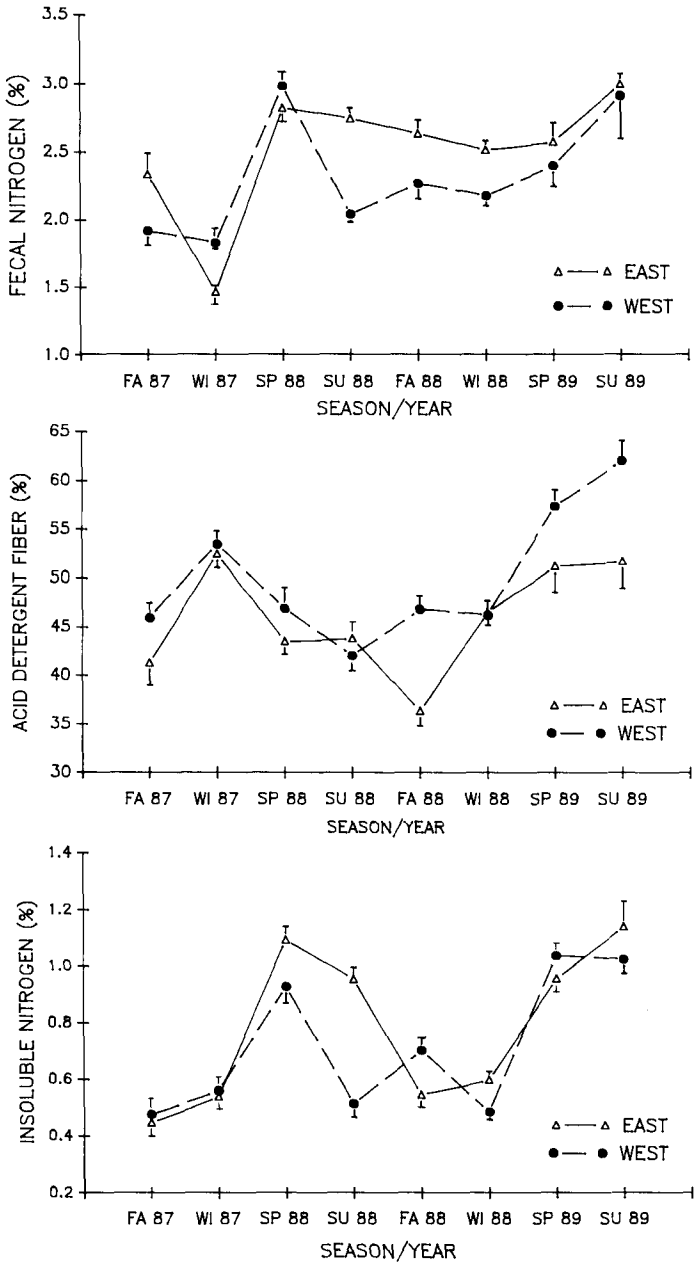 FECAL NITROGEN (%)
3.5
3.0
2.5
2.0
1.5
1.0
EAST
WEST
FA 87 WI 87 SP 88 SU 88 FA 88 WI 88 SP 89 SU 89
SEASON/YEAR
ACID DETERGENT FIBER (%)
65
60
55
50
45
40
35
30
EAST
WEST
FA 87 WI 87 SP 88 SU 88 FA 88 WI 88 SP 89 SU 89
SEASON/YEAR
INSOLUBLE NITROGEN (%)
1.4
1.2
1.0
0.8
0.6
0.4
0.2
EAST
WEST
FA 87 WI 87 SP 88 SU 88 FA 88 WI 88 SP 89 SU 89
SEASON/YEAR